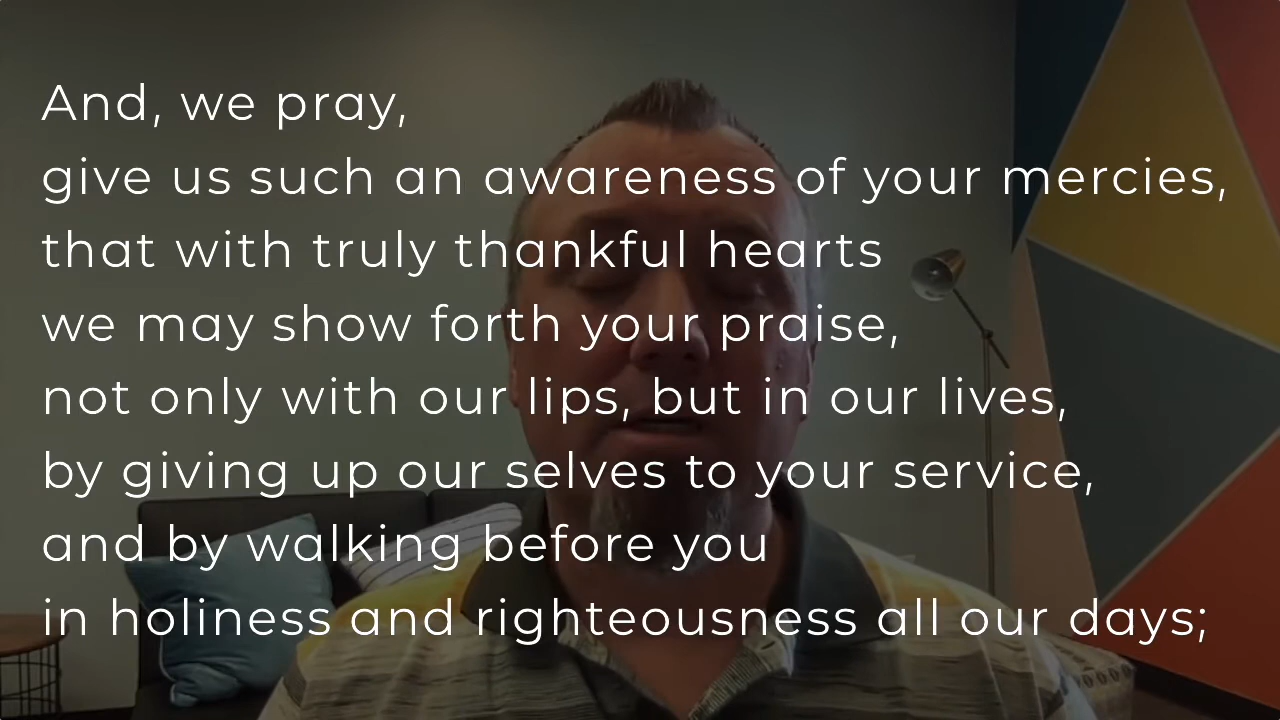 And, we pray,
give us such an awareness of your mercies,
that with truly thankful hearts
we may show forth your praise,
not only with our lips, but in our lives,
by giving up our selves to your service,
and by walking before you
in holiness and righteousness all our days;